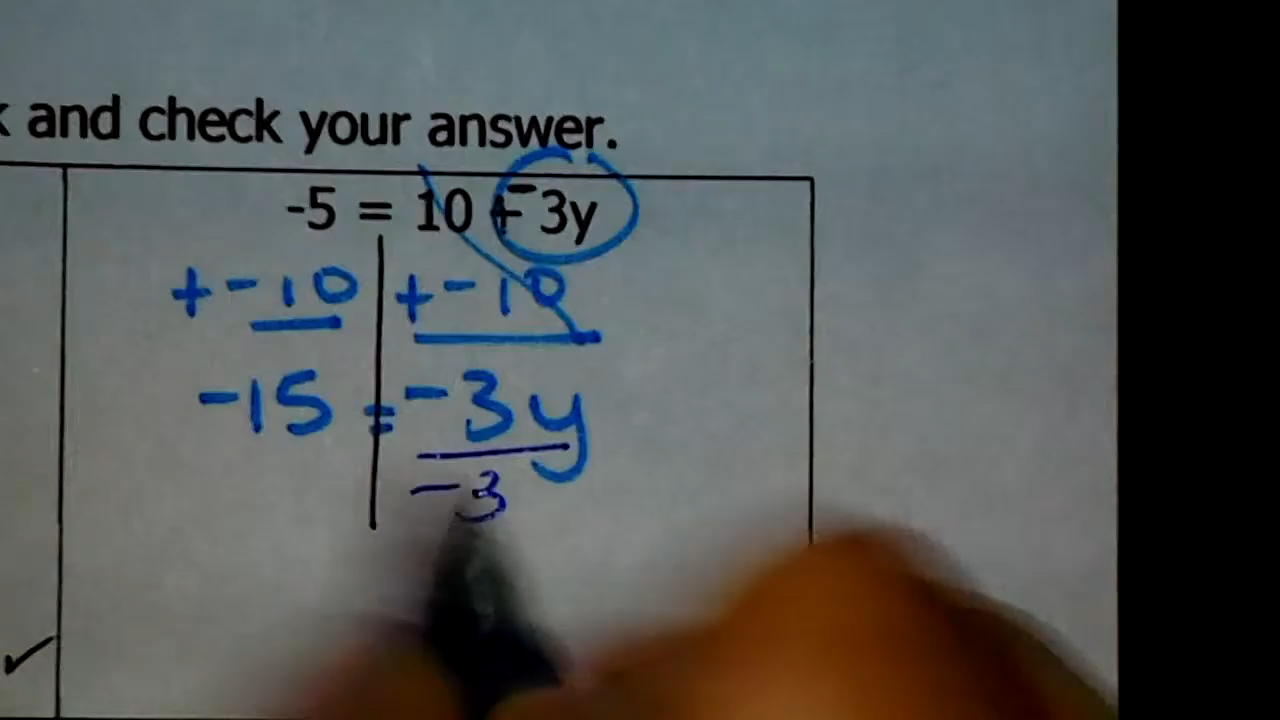 and check your answer.
-5 = 10 + -3y
+ -10 + -10
-15 = -3y
-3